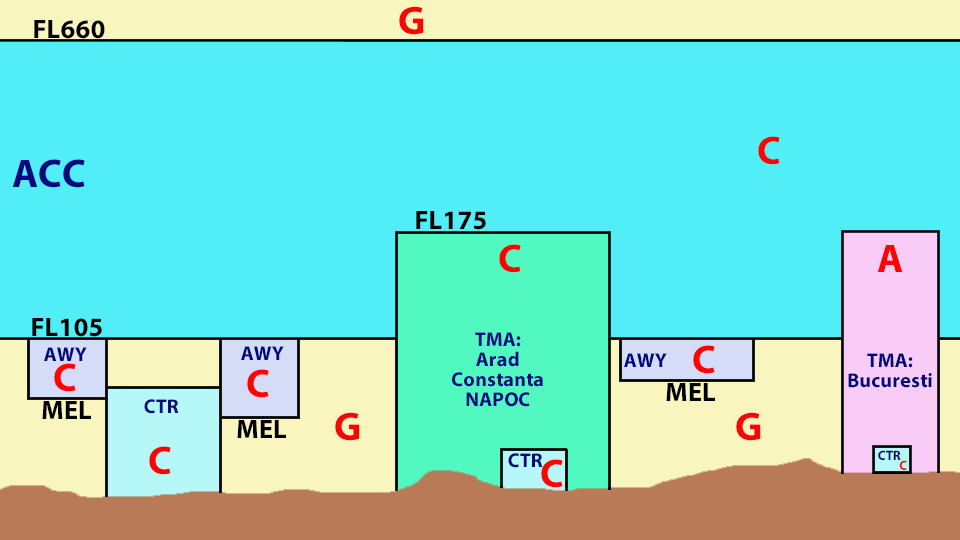 G
FL660
C
ACC
FL175
C
A
FL105
AWY
C
MEL
AWY
C
MEL
CTR
C
G
TMA:
Arad
Constanta
NAPOC
CTR
C
AWY
C
MEL
G
TMA:
Bucuresti
CTR
C